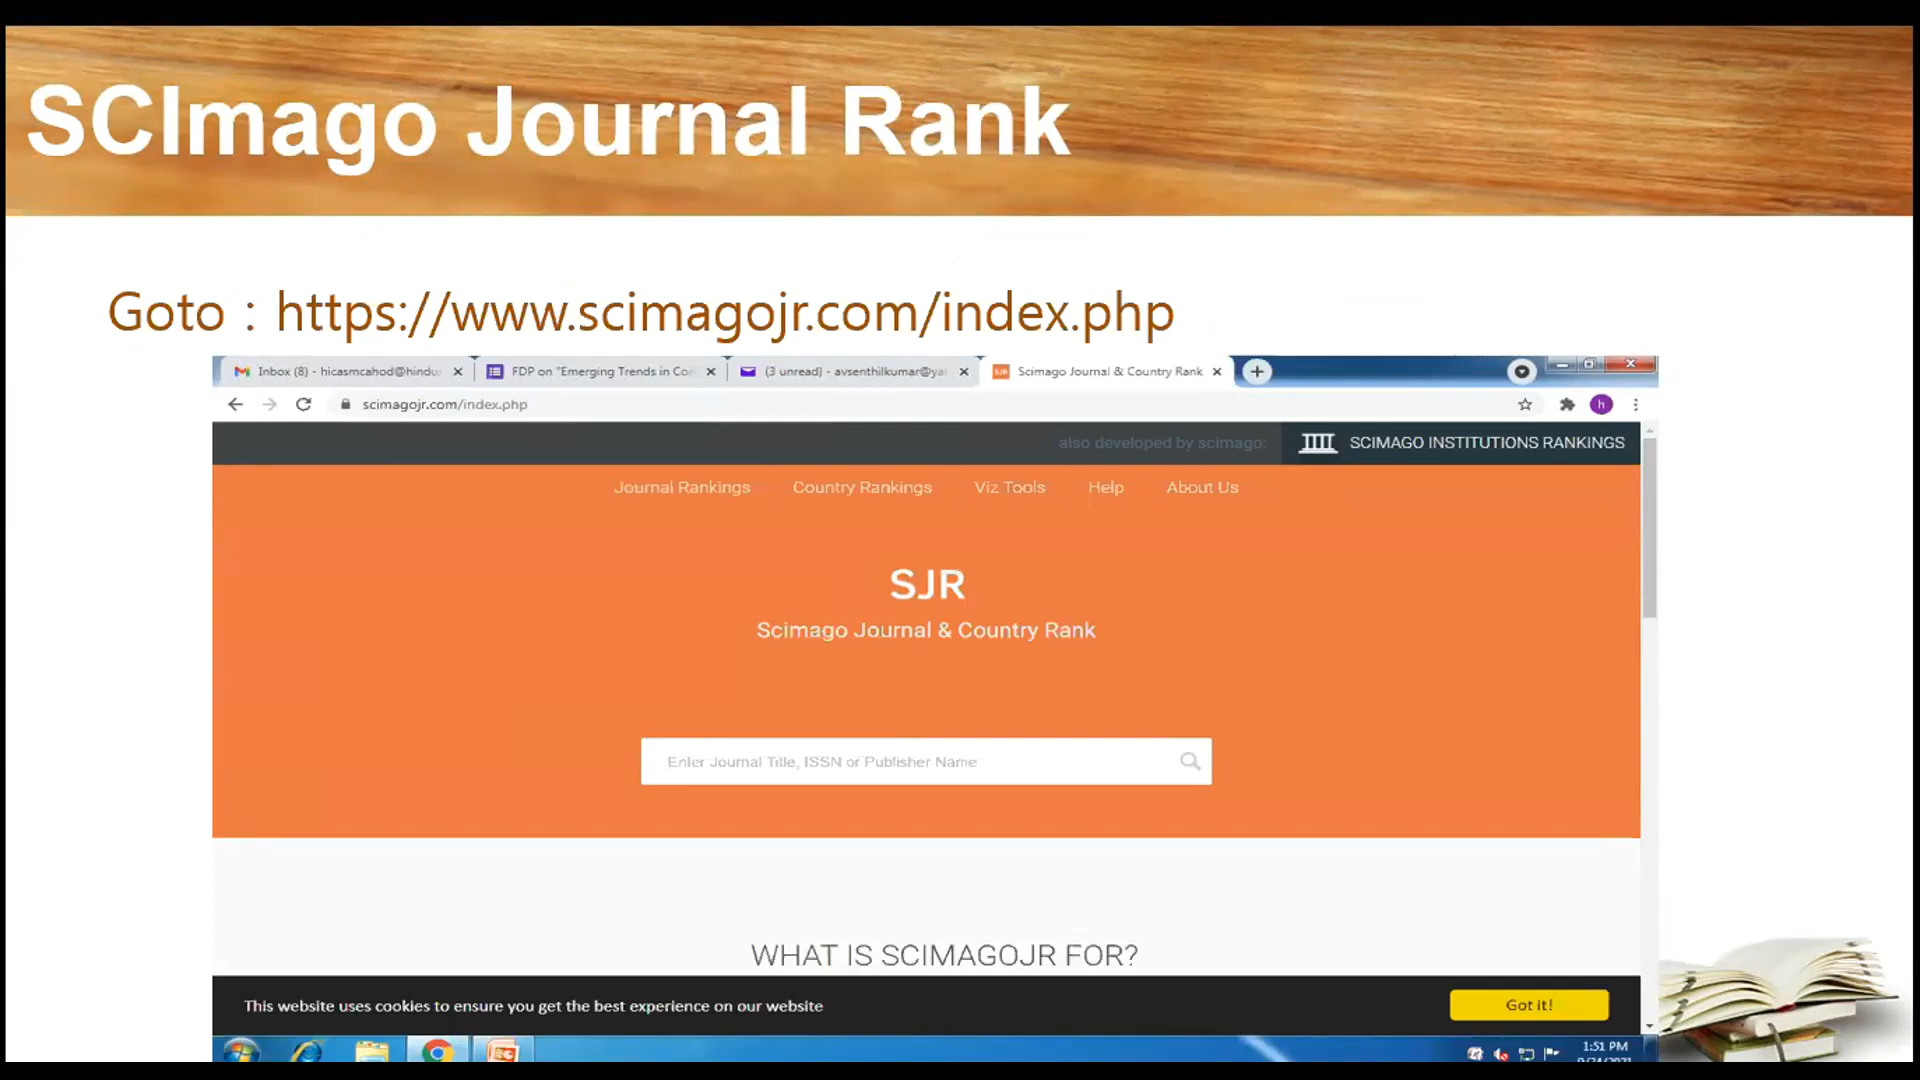 SCImago Journal Rank
Goto : https://www.scimagojr.com/index.php
Inbox (8) - hicasmcahod@hindu
FDP on "Emerging Trends in Co
(3 unread) - avsenthilkumar@ya
Scimago Journal & Country Rank
scimagojr.com/index.php
h
also developed by scimago:
SCIMAGO INSTITUTIONS RANKINGS
Journal Rankings
Country Rankings
Viz Tools
Help
About Us
SJR
Scimago Journal & Country Rank
Enter Journal Title, ISSN or Publisher Name
WHAT IS SCIMAGOJR FOR?
This website uses cookies to ensure you get the best experience on our website
Got it!
1:51 PM